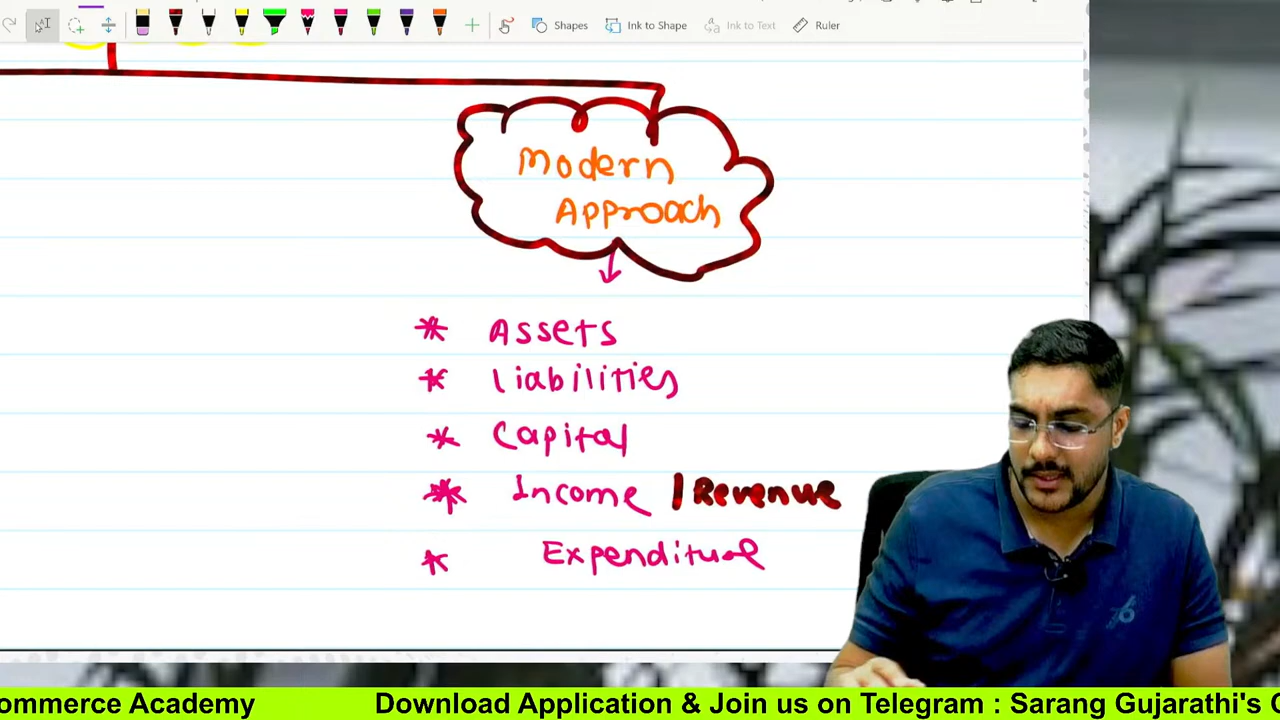 Shapes Ink to Shape Ink to Text Ruler
Modern
Approach
* Assets
* Liabilities
* Capital
* Income / Revenue
* Expenditure
ommerce Academy Download Application & Join us on Telegram : Sarang Gujarathi's C